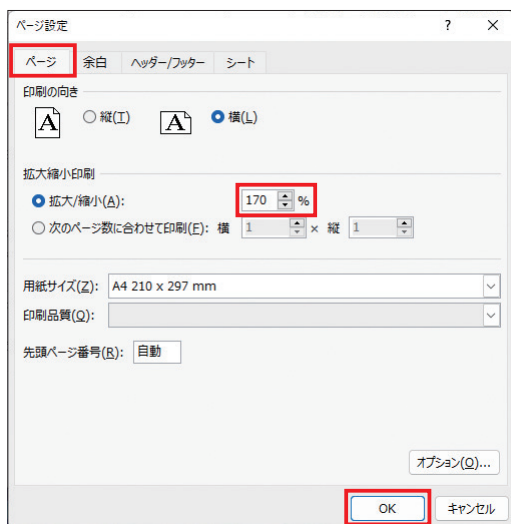 ページ設定 ? ×
ページ 余白 ヘッダー/フッター シート
印刷の向き
A 縦(T) A 横(L)
拡大縮小印刷
拡大/縮小(A): 170 %
次のページ数に合わせて印刷(F): 横 1 × 縦 1
用紙サイズ(Z): A4 210 x 297 mm
印刷品質(Q):
先頭ページ番号(R): 自動
オプション(O)...
OK キャンセル